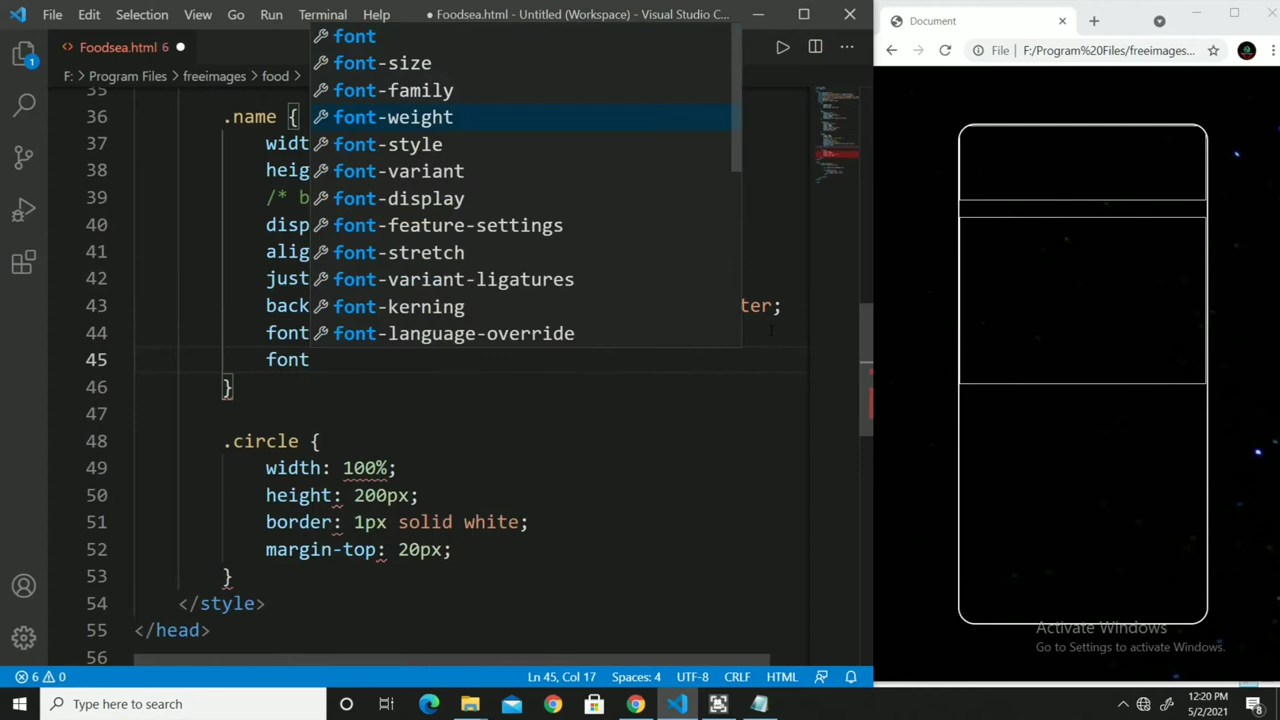 File Edit Selection View Go Run Terminal Help ● Foodsea.html - Untitled (Workspace) - Visual Studio C...
Document
Foodsea.html 6 ●
File F:/Program%20Files/freeimages...
F: > Program Files > freeimages > food >
font
font-size
font-family
font-weight
font-style
font-variant
font-display
font-feature-settings
font-stretch
font-variant-ligatures
font-kerning
font-language-override
35
36 .name {
37 widt
38 heig
39 /* b
40 disp
41 alig
42 just
43 back ter;
44 font
45 font
46 }
47
48 .circle {
49 width: 100%;
50 height: 200px;
51 border: 1px solid white;
52 margin-top: 20px;
53 }
54 </style>
55 </head>
56
1
Activate Windows
Go to Settings to activate Windows.
6 0 Ln 45, Col 17 Spaces: 4 UTF-8 CRLF HTML
Type here to search
12:20 PM
5/2/2021
8